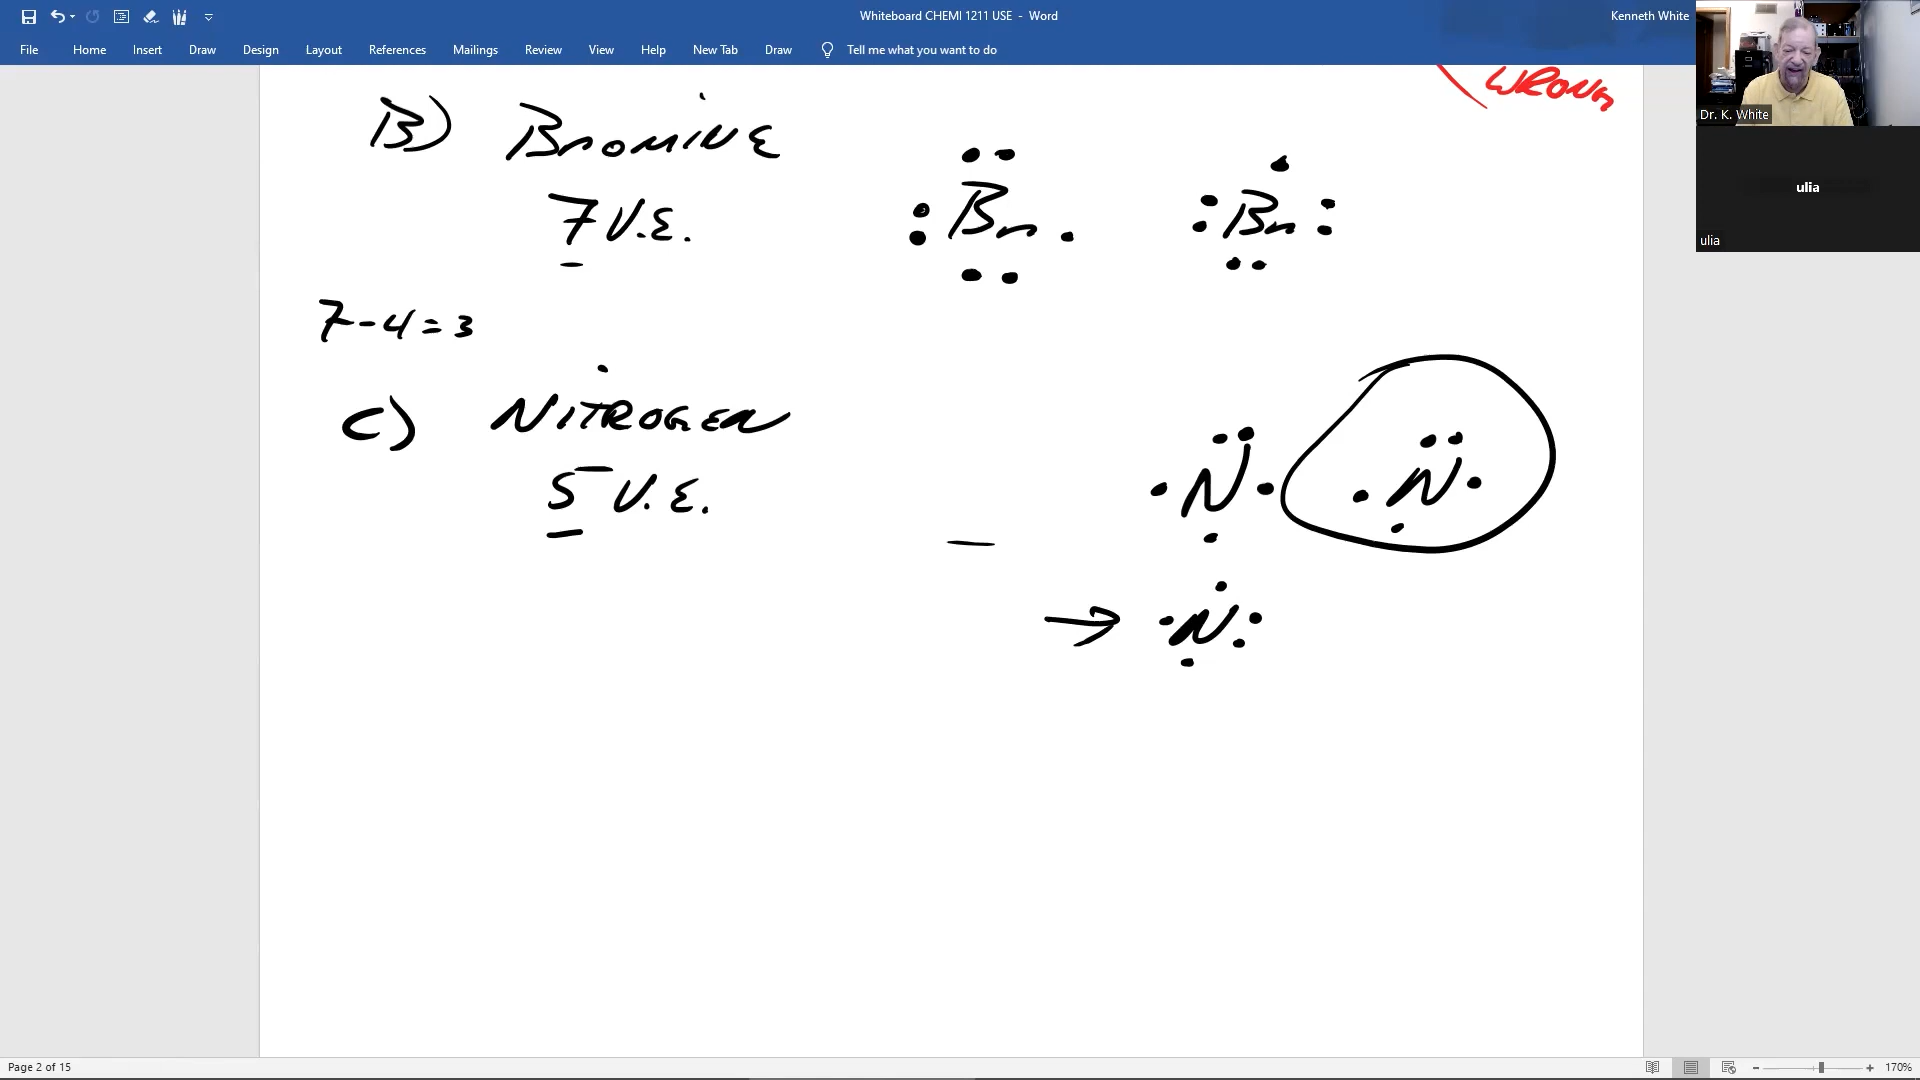 Whiteboard CHEMI 1211 USE - Word
Kenneth White
File Home Insert Draw Design Layout References Mailings Review View Help New Tab Draw Tell me what you want to do
WRONG
Dr. K. White
ulia
ulia
B) BROMINE
Br Br
7 V.E.
7-4=3
C) NITROGEN
N N
5 V.E.
→ N
Page 2 of 15
170%